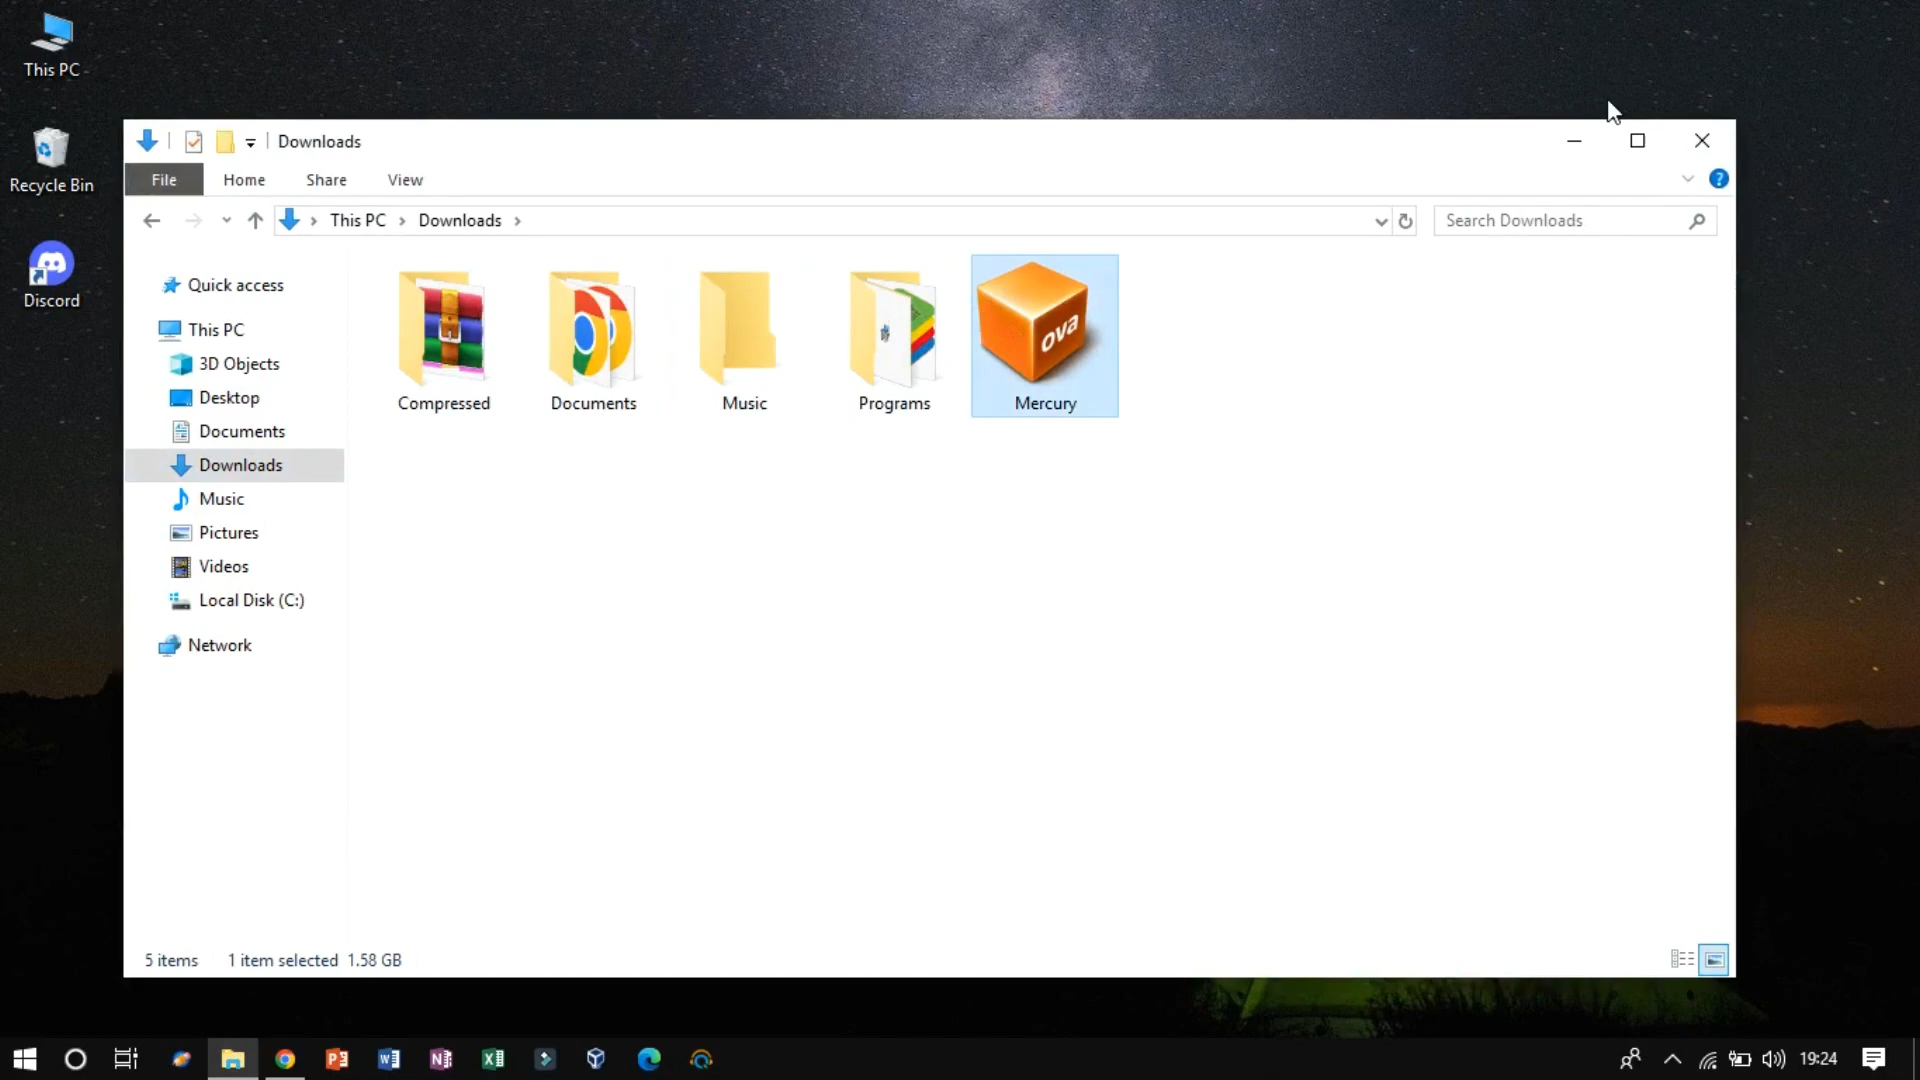 This PC
Recycle Bin
Discord
Downloads
File
Home
Share
View
This PC
Downloads
Search Downloads
Quick access
This PC
3D Objects
Desktop
Documents
Downloads
Music
Pictures
Videos
Local Disk (C:)
Network
ova
Compressed
Documents
Music
Programs
Mercury
5 items
1 item selected 1.58 GB
19:24